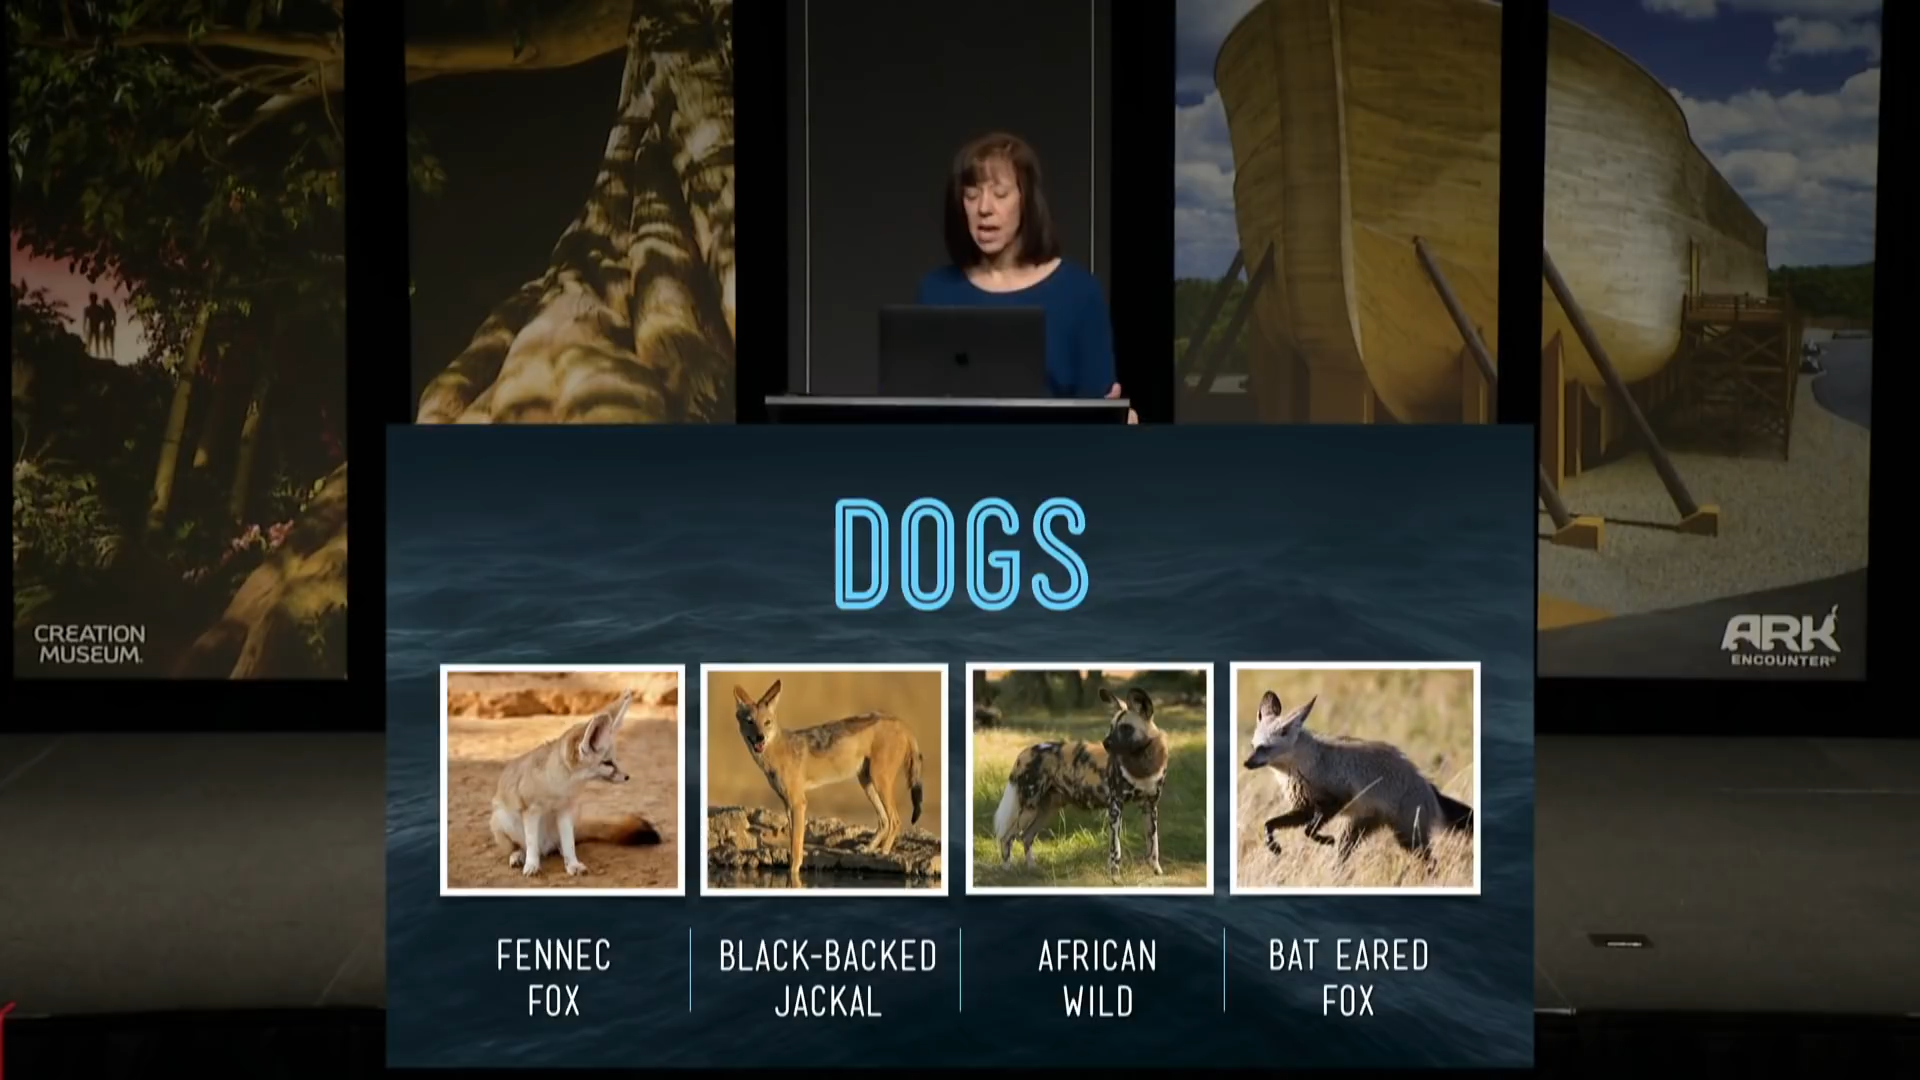 CREATION
MUSEUM.
ARK
ENCOUNTER
DOGS
FENNEC
FOX
BLACK-BACKED
JACKAL
AFRICAN
WILD
BAT EARED
FOX